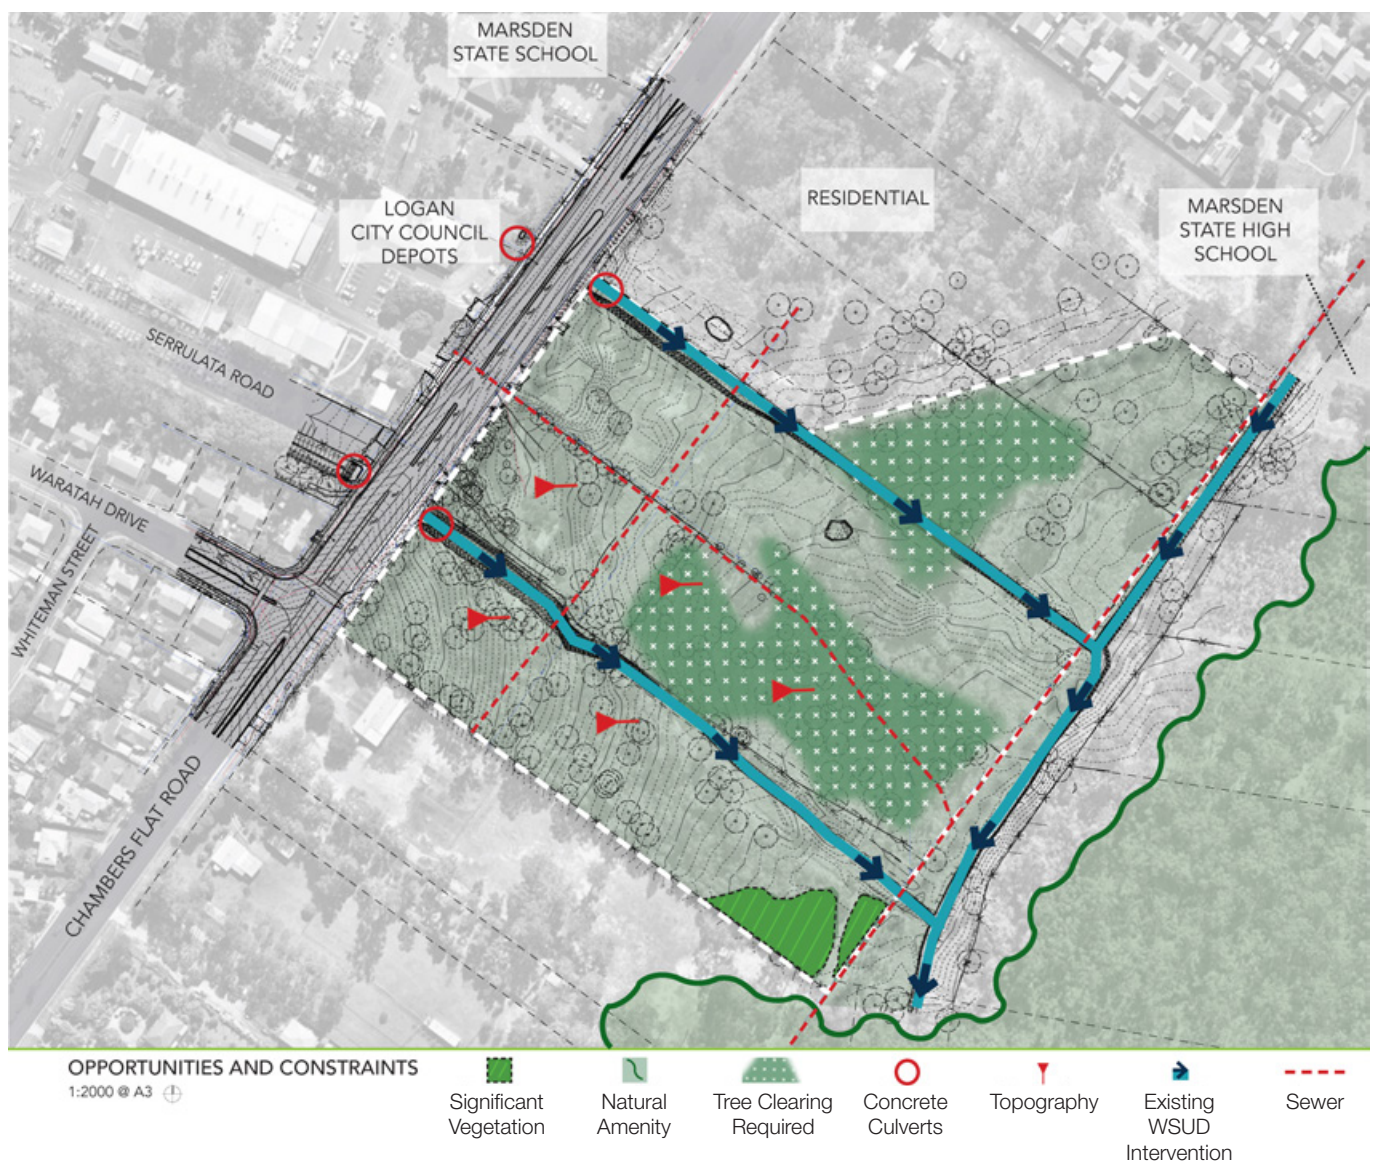 MARSDEN
STATE SCHOOL
LOGAN
CITY COUNCIL
DEPOTS
RESIDENTIAL
MARSDEN
STATE HIGH
SCHOOL
SERRULATA ROAD
WARATAH DRIVE
WHITEMAN STREET
CHAMBERS FLAT ROAD
OPPORTUNITIES AND CONSTRAINTS
1:2000 @ A3
Significant
Vegetation
Natural
Amenity
Tree Clearing
Required
Concrete
Culverts
Topography
Existing
WSUD
Intervention
Sewer